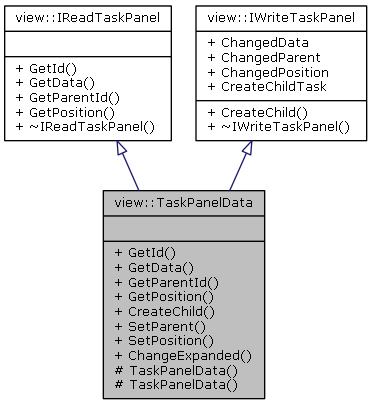 view::IReadTaskPanel
+ GetId()
+ GetData()
+ GetParentId()
+ GetPosition()
+ ~IReadTaskPanel()
view::IWriteTaskPanel
+ ChangedData
+ ChangedParent
+ ChangedPosition
+ CreateChildTask
+ CreateChild()
+ ~IWriteTaskPanel()
view::TaskPanelData
+ GetId()
+ GetData()
+ GetParentId()
+ GetPosition()
+ CreateChild()
+ SetParent()
+ SetPosition()
+ ChangeExpanded()
# TaskPanelData()
# TaskPanelData()